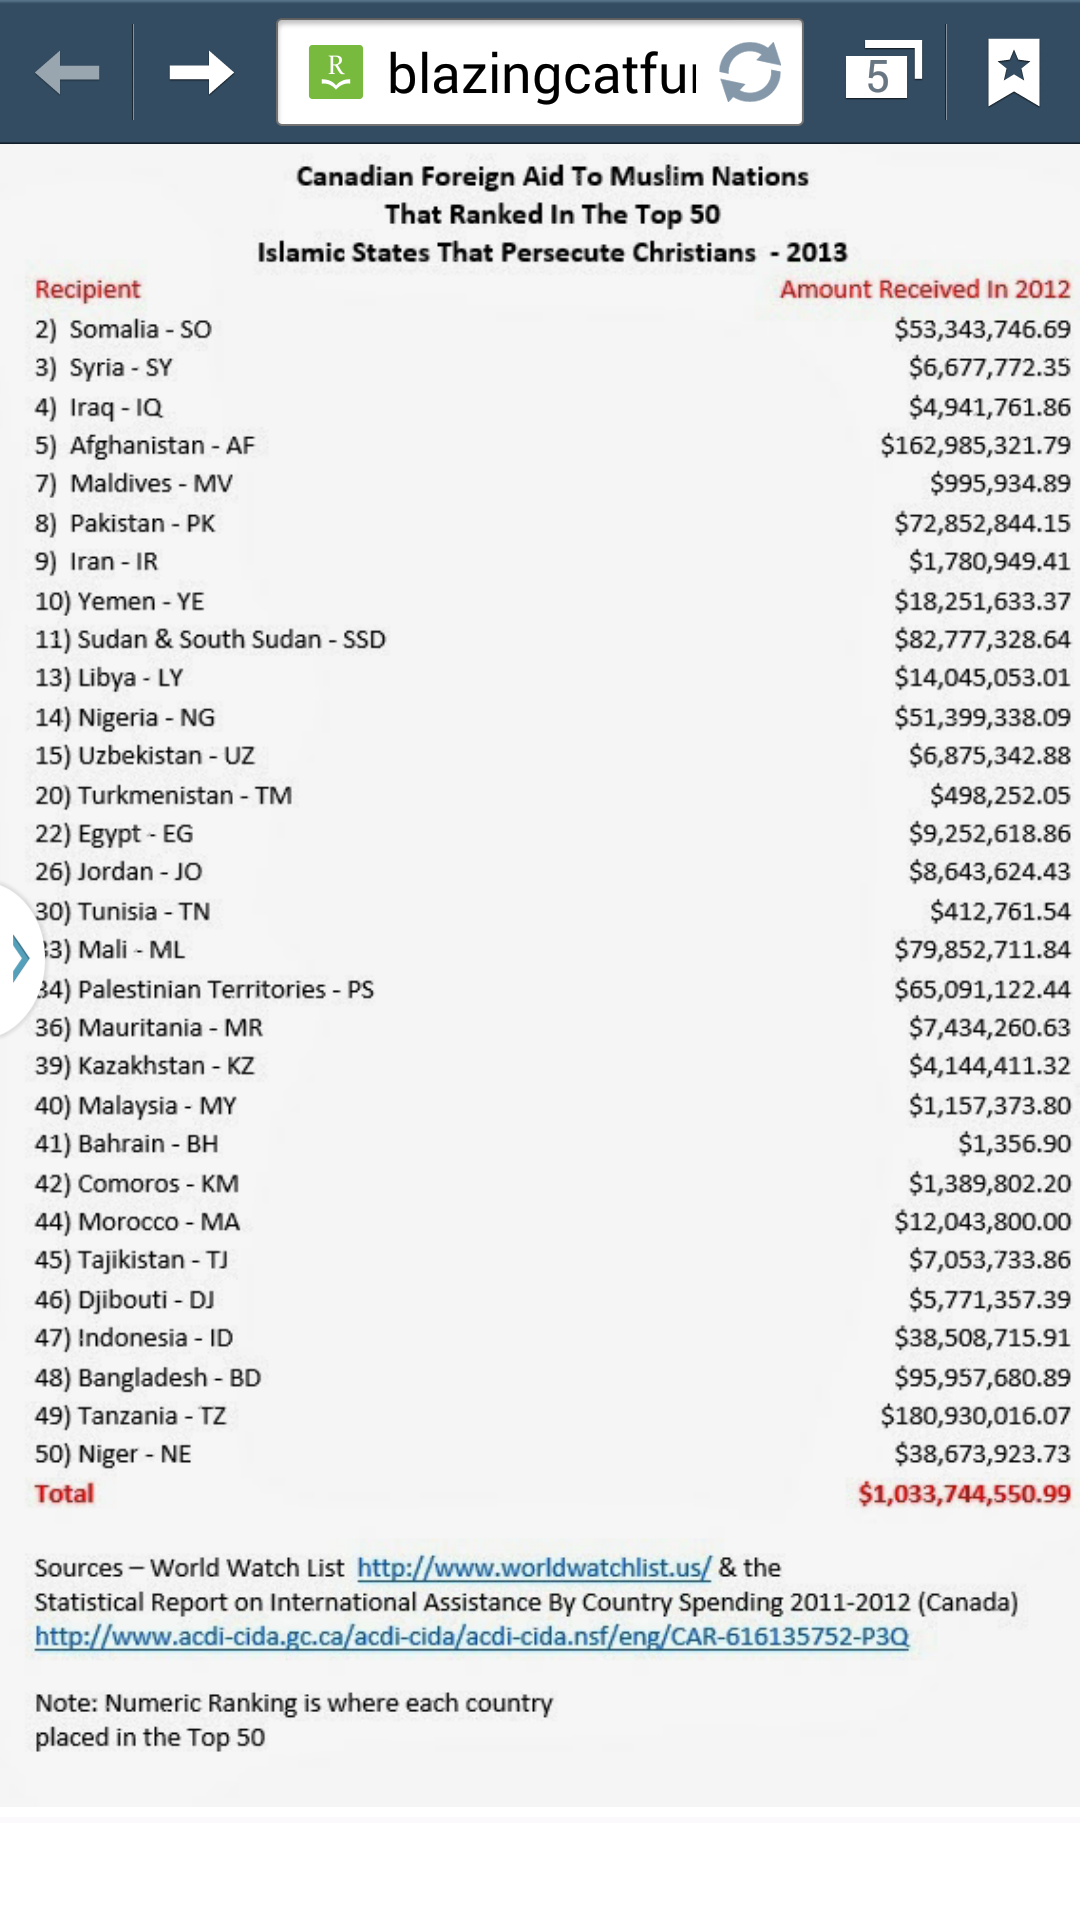 R
blazingcatfu
5
Canadian Foreign Aid To Muslim Nations
That Ranked In The Top 50
Islamic States That Persecute Christians - 2013
Recipient Amount Received In 2012
2) Somalia - SO $53,343,746.69
3) Syria - SY $6,677,772.35
4) Iraq - IQ $4,941,761.86
5) Afghanistan - AF $162,985,321.79
7) Maldives - MV $995,934.89
8) Pakistan - PK $72,852,844.15
9) Iran - IR $1,780,949.41
10) Yemen - YE $18,251,633.37
11) Sudan & South Sudan - SSD $82,777,328.64
13) Libya - LY $14,045,053.01
14) Nigeria - NG $51,399,338.09
15) Uzbekistan - UZ $6,875,342.88
20) Turkmenistan - TM $498,252.05
22) Egypt - EG $9,252,618.86
26) Jordan - JO $8,643,624.43
30) Tunisia - TN $412,761.54
33) Mali - ML $79,852,711.84
34) Palestinian Territories - PS $65,091,122.44
36) Mauritania - MR $7,434,260.63
39) Kazakhstan - KZ $4,144,411.32
40) Malaysia - MY $1,157,373.80
41) Bahrain - BH $1,356.90
42) Comoros - KM $1,389,802.20
44) Morocco - MA $12,043,800.00
45) Tajikistan - TJ $7,053,733.86
46) Djibouti - DJ $5,771,357.39
47) Indonesia - ID $38,508,715.91
48) Bangladesh - BD $95,957,680.89
49) Tanzania - TZ $180,930,016.07
50) Niger - NE $38,673,923.73
Total $1,033,744,550.99
Sources – World Watch List http://www.worldwatchlist.us/ & the
Statistical Report on International Assistance By Country Spending 2011-2012 (Canada)
http://www.acdi-cida.gc.ca/acdi-cida/acdi-cida.nsf/eng/CAR-616135752-P3Q
Note: Numeric Ranking is where each country
placed in the Top 50